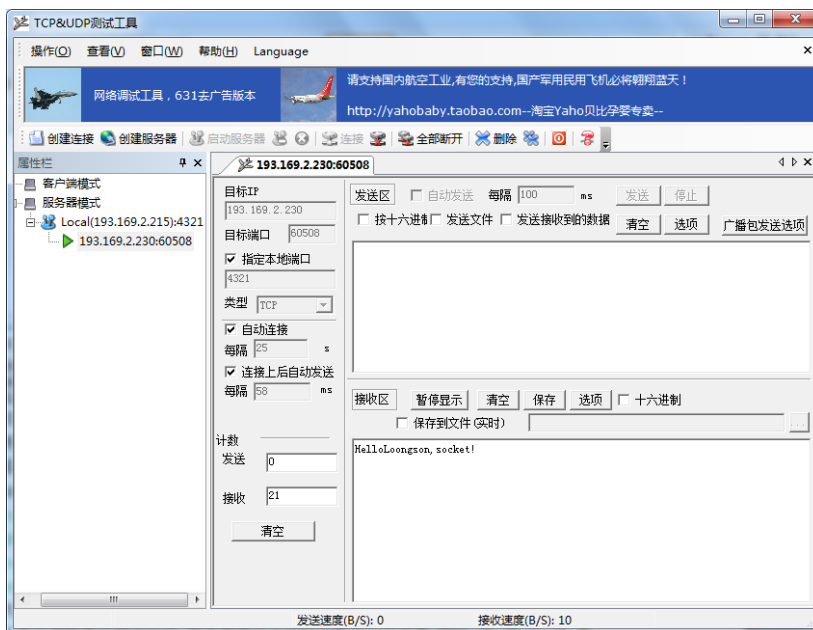 TCP&UDP测试工具
操作(O) 查看(V) 窗口(W) 帮助(H) Language
网络调试工具，631去广告版本
请支持国内航空工业,有您的支持,国产军用民用飞机必将翱翔蓝天！
http://yahobaby.taobao.com--淘宝Yaho贝比孕婴专卖--
创建连接 创建服务器 启动服务器 连接 全部断开 删除
属性栏
193.169.2.230:60508
客户端模式
服务器模式
Local(193.169.2.215):4321
193.169.2.230:60508
目标IP
193.169.2.230
目标端口 60508
指定本地端口
4321
类型 TCP
自动连接
每隔 25 s
连接上后自动发送
每隔 58 ms
计数
发送 0
接收 21
清空
发送区 自动发送 每隔 100 ms 发送 停止
按十六进制 发送文件 发送接收到的数据 清空 选项 广播包发送选项
接收区 暂停显示 清空 保存 选项 十六进制
保存到文件(实时) ...
HelloLoongson,socket!
发送速度(B/S): 0 接收速度(B/S): 10